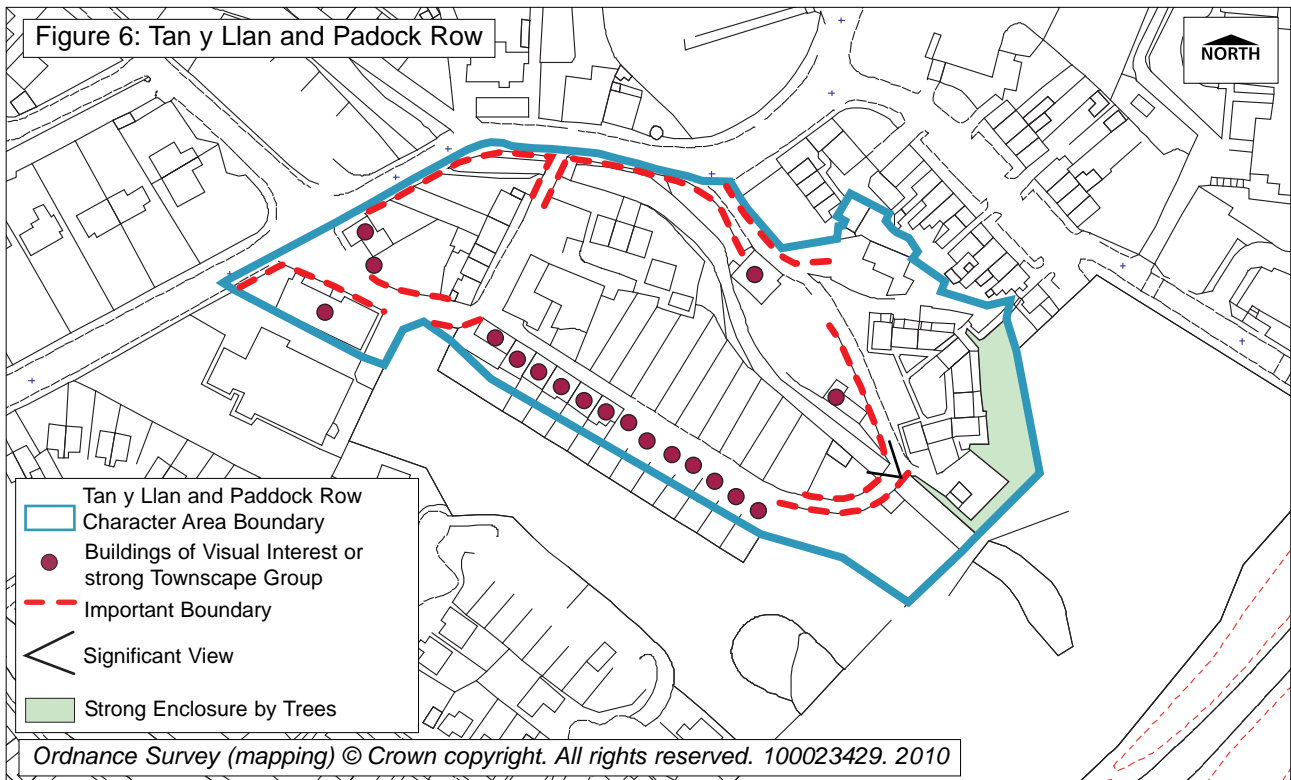 Figure 6: Tan y Llan and Padock Row
NORTH
Tan y Llan and Paddock Row
Character Area Boundary
Buildings of Visual Interest or
strong Townscape Group
Important Boundary
Significant View
Strong Enclosure by Trees
Ordnance Survey (mapping) © Crown copyright. All rights reserved. 100023429. 2010